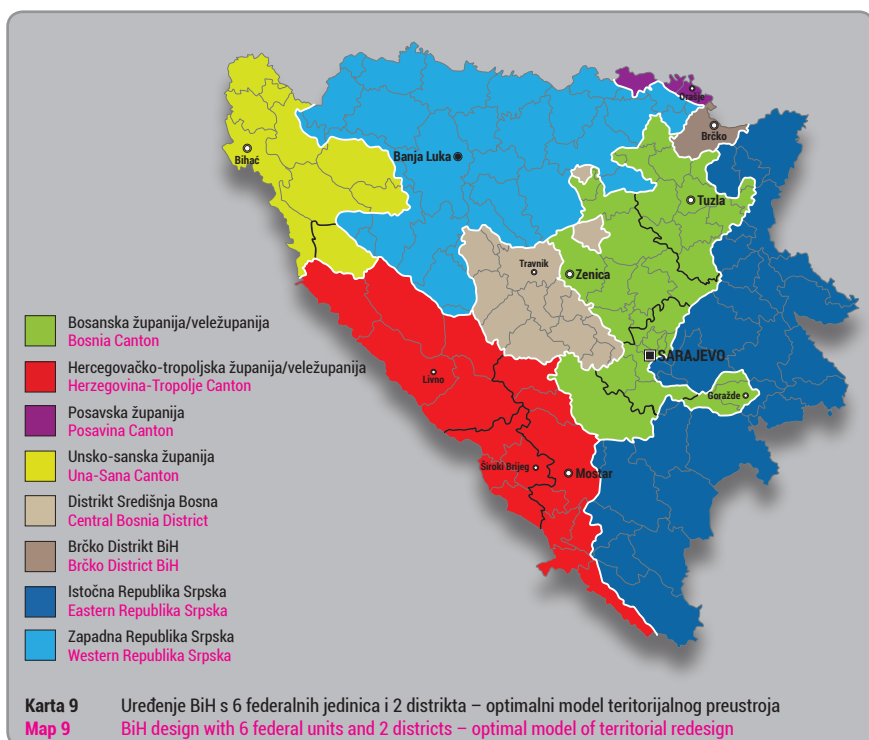 Orašje
Brčko
Banja Luka
Bihać
Tuzla
Travnik
Zenica
SARAJEVO
Goražde
Livno
Široki Brijeg
Mostar
Bosanska županija/veležupanija
Bosnia Canton
Hercegovačko-tropoljska županija/veležupanija
Herzegovina-Tropolje Canton
Posavska županija
Posavina Canton
Unsko-sanska županija
Una-Sana Canton
Distrikt Središnja Bosna
Central Bosnia District
Brčko Distrikt BiH
Brčko District BiH
Istočna Republika Srpska
Eastern Republika Srpska
Zapadna Republika Srpska
Western Republika Srpska
Karta 9 Uređenje BiH s 6 federalnih jedinica i 2 distrikta – optimalni model teritorijalnog preustroja
Map 9 BiH design with 6 federal units and 2 districts – optimal model of territorial redesign